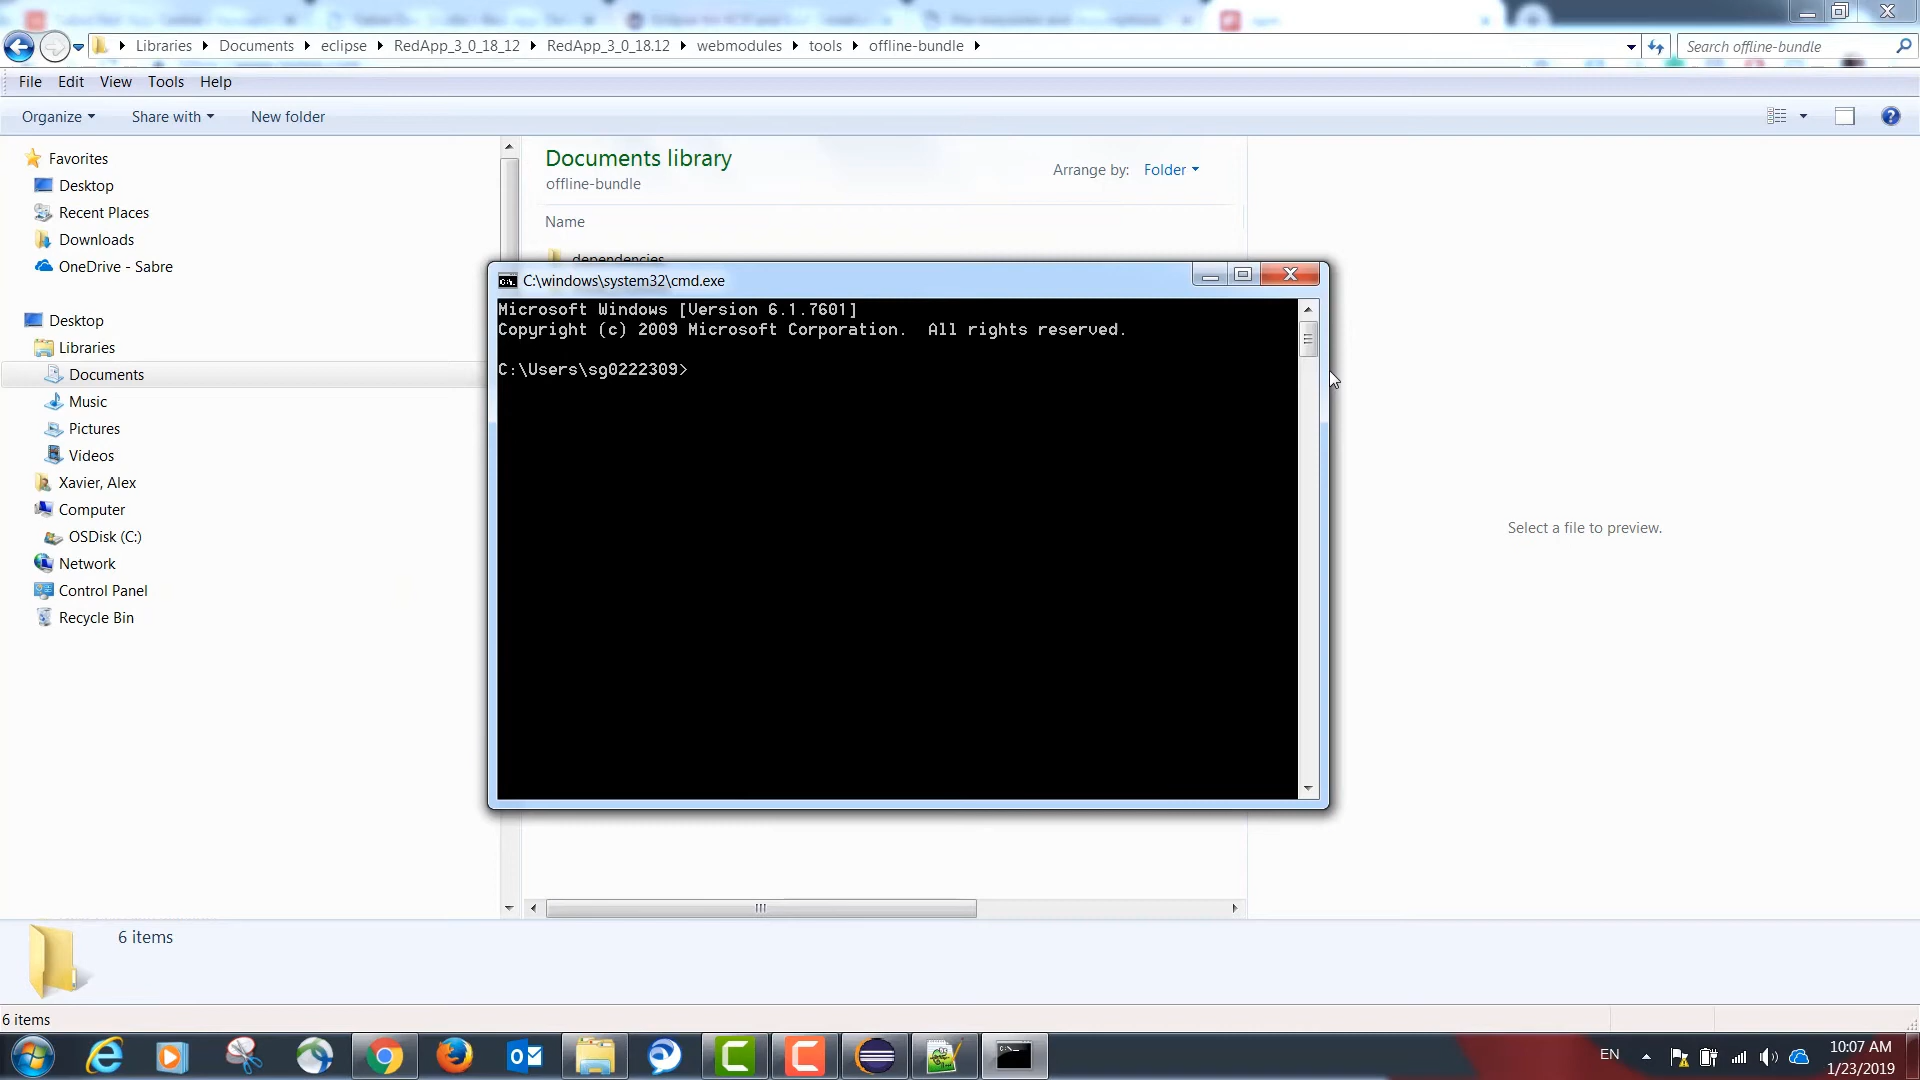 Libraries Documents eclipse RedApp_3_0_18_12 RedApp_3_0_18.12 webmodules tools offline-bundle
Search offline-bundle
File Edit View Tools Help
Organize Share with New folder
Favorites
Desktop
Recent Places
Downloads
OneDrive - Sabre
Desktop
Libraries
Documents
Music
Pictures
Videos
Xavier, Alex
Computer
OSDisk (C:)
Network
Control Panel
Recycle Bin
Documents library
offline-bundle
Arrange by: Folder
Name
dependencies
C:\windows\system32\cmd.exe
Microsoft Windows [Version 6.1.7601]
Copyright (c) 2009 Microsoft Corporation. All rights reserved.
C:\Users\sg0222309>
Select a file to preview.
6 items
6 items
EN
10:07 AM
1/23/2019